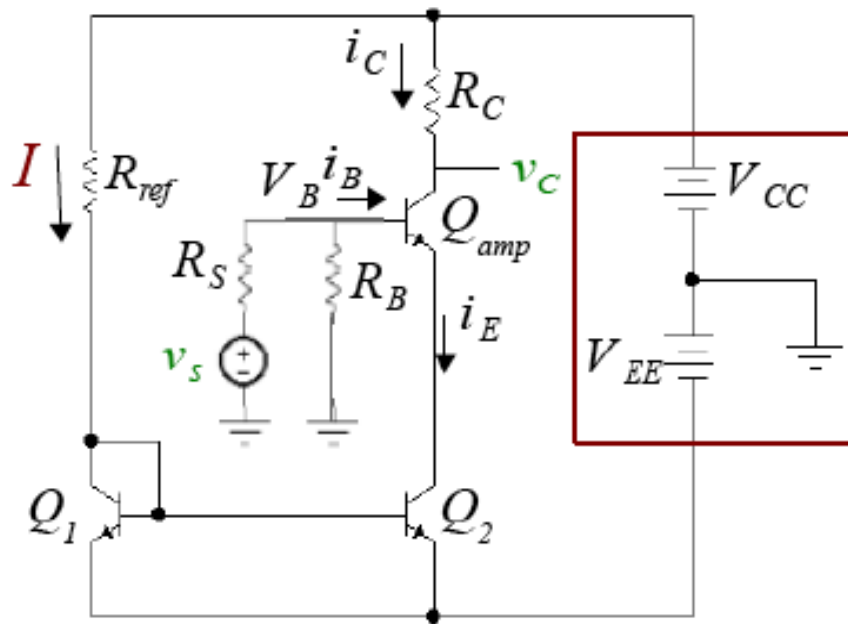 i_C
R_C
I
R_ref
V_B
i_B
v_C
V_CC
Q_amp
R_S
R_B
i_E
v_s
+
−
V_EE
Q_1
Q_2